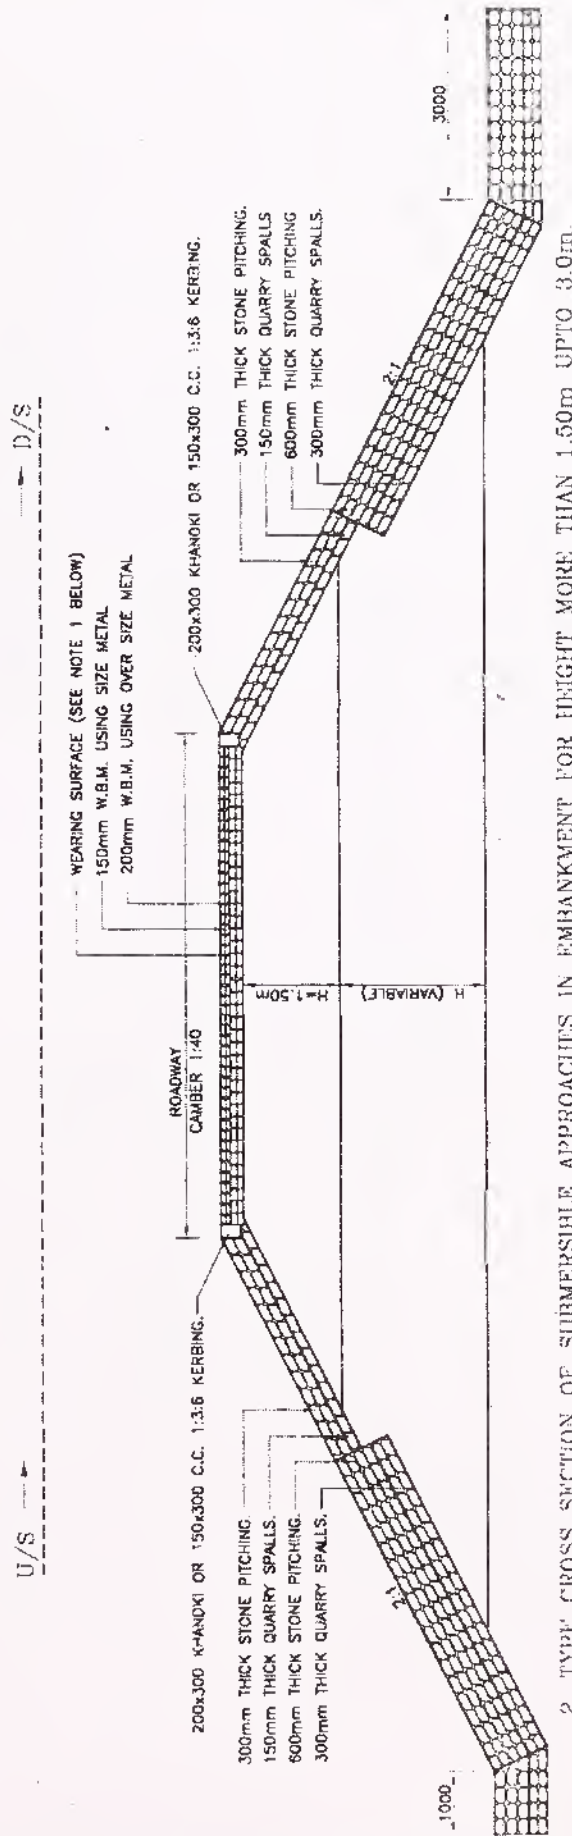 U/S
D/S
WEARING SURFACE (SEE NOTE 1 BELOW)
150mm W.B.M. USING SIZE METAL
200mm W.B.M. USING OVER SIZE METAL
ROADWAY
CAMBER 1:40
200x300 KHANDKI OR 150x300 C.C. 1:3:6 KERBING.
200x300 KHANDKI OR 150x300 C.C. 1:3:6 KERBING.
300mm THICK STONE PITCHING.
150mm THICK QUARRY SPALLS.
600mm THICK STONE PITCHING.
300mm THICK QUARRY SPALLS.
300mm THICK STONE PITCHING.
150mm THICK QUARRY SPALLS
600mm THICK STONE PITCHING
300mm THICK QUARRY SPALLS.
H=1.50m
H (VARIABLE)
2:1
2:1
1000
3000
2. TYPE CROSS SECTION OF SUBMERSIBLE APPROACHES IN EMBANKMENT FOR HEIGHT MORE THAN 1.50m UPTO 3.0m.